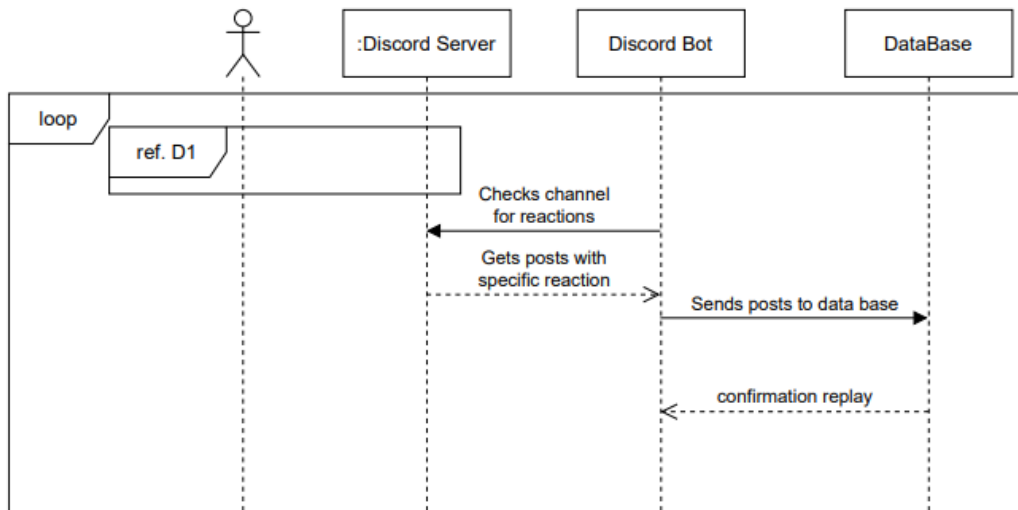 :Discord Server
Discord Bot
DataBase
loop
ref. D1
Checks channel
for reactions
Gets posts with
specific reaction
Sends posts to data base
confirmation replay